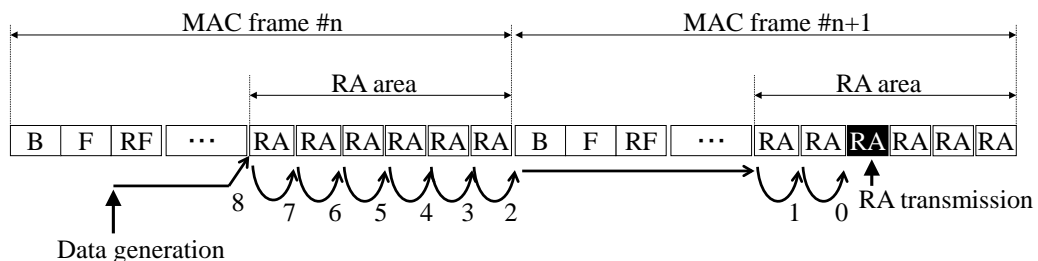 MAC frame #n MAC frame #n+1
RA area RA area
B F RF ··· RA RA RA RA RA RA B F RF ··· RA RA RA RA RA RA
8 7 6 5 4 3 2 1 0 RA transmission
Data generation